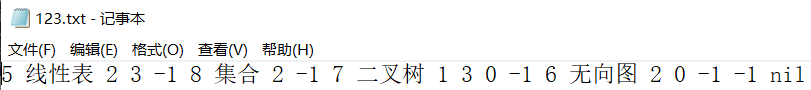 123.txt - 记事本
文件(F) 编辑(E) 格式(O) 查看(V) 帮助(H)
5 线性表 2 3 -1 8 集合 2 -1 7 二叉树 1 3 0 -1 6 无向图 2 0 -1 -1 nil